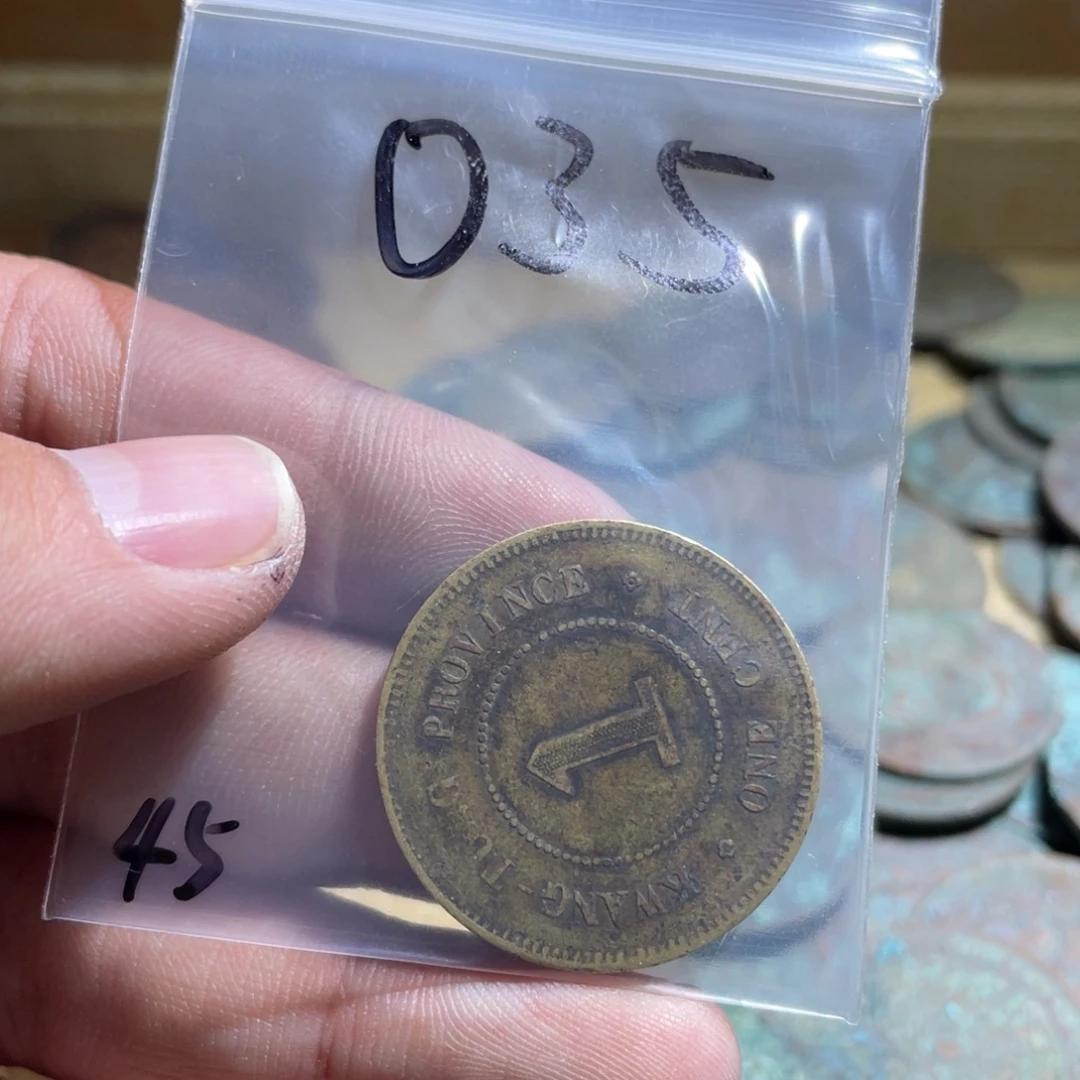 035
KWANG-TUNG PROVINCE
ONE CENT
1
45